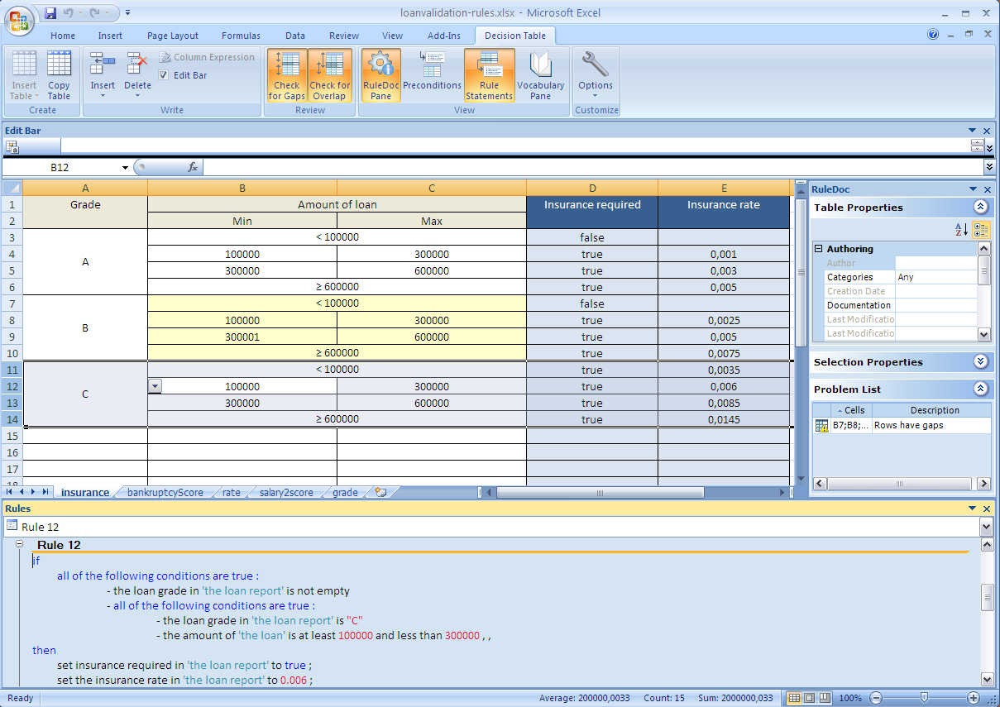 loanvalidation-rules.xlsx - Microsoft Excel
Home Insert Page Layout Formulas Data Review View Add-Ins Decision Table
Insert Table Copy Table Insert Delete Column Expression Check for Gaps Check for Overlap RuleDoc Pane Preconditions Rule Statements Vocabulary Pane Options
Edit Bar
Create Write Review View Customize
Edit Bar
B12 fx
A B C D E
1 Grade Amount of loan Insurance required Insurance rate
2 Min Max
3 < 100000 false
4 100000 300000 true 0,001
A
5 300000 600000 true 0,003
6 ≥ 600000 true 0,005
7 < 100000 false
8 100000 300000 true 0,0025
B
9 300001 600000 true 0,005
10 ≥ 600000 true 0,0075
11 < 100000 true 0,0035
12 100000 300000 true 0,006
C
13 300000 600000 true 0,0085
14 ≥ 600000 true 0,0145
15
16
17
18
RuleDoc
Table Properties
Authoring
Author
Categories Any
Creation Date
Documentation
Last Modificatio
Last Modificatio
Selection Properties
Problem List
Cells Description
B7;B8;... Rows have gaps
insurance bankruptcyScore rate salary2score grade
Rules
Rule 12
Rule 12
if
all of the following conditions are true :
- the loan grade in 'the loan report' is not empty
- all of the following conditions are true :
- the loan grade in 'the loan report' is "C"
- the amount of 'the loan' is at least 100000 and less than 300000 , ,
then
set insurance required in 'the loan report' to true ;
set the insurance rate in 'the loan report' to 0.006 ;
Ready Average: 200000,0033 Count: 15 Sum: 2000000,033 100%